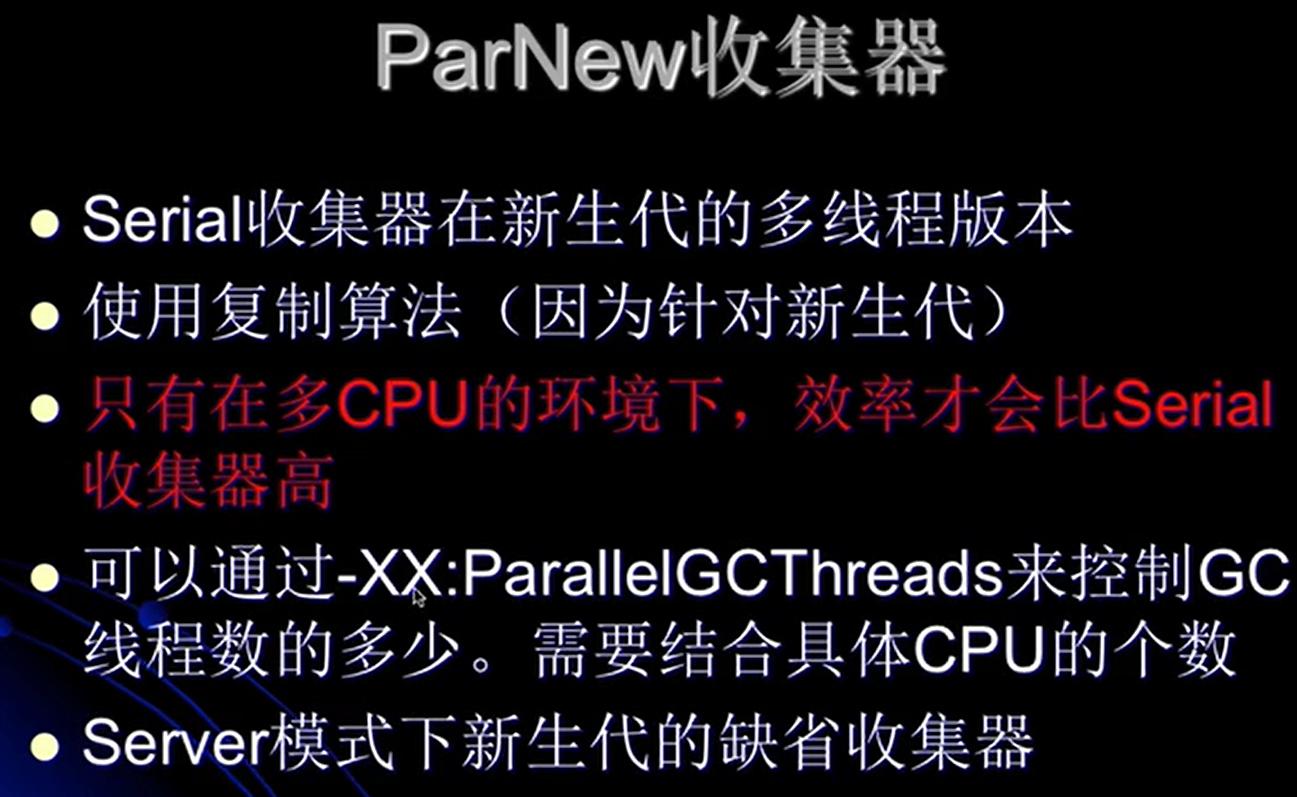 ParNew收集器
Serial收集器在新生代的多线程版本
使用复制算法（因为针对新生代）
只有在多CPU的环境下，效率才会比Serial
收集器高
可以通过-XX:ParallelGCThreads来控制GC
线程数的多少。需要结合具体CPU的个数
Server模式下新生代的缺省收集器